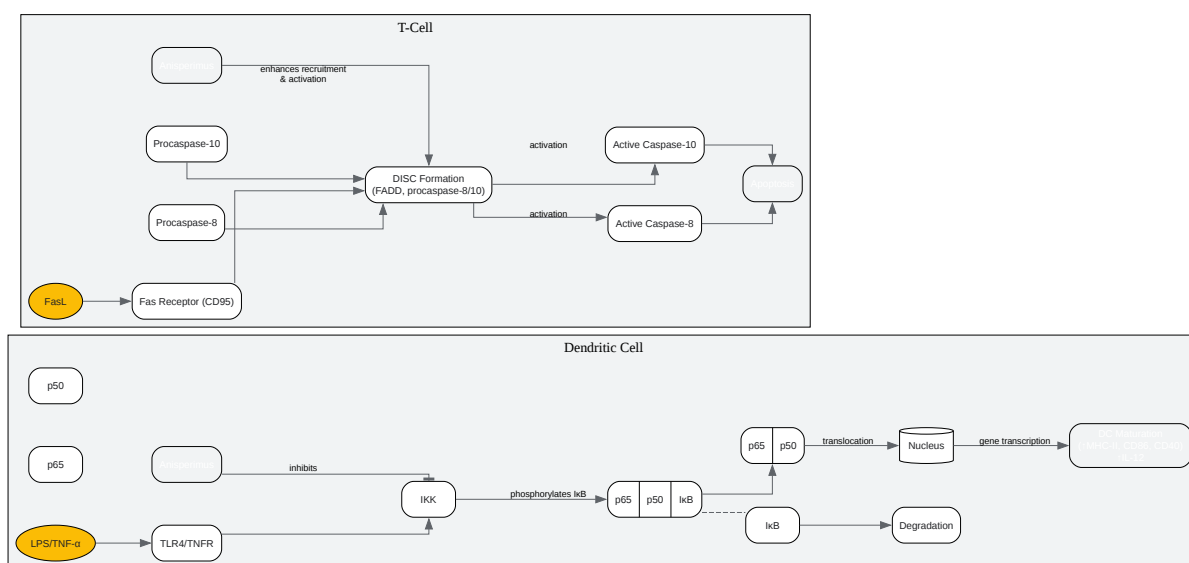 T-Cell
enhances recruitment
& activation
Procaspase-10
activation
Active Caspase-10
DISC Formation
(FADD, procaspase-8/10)
Apoptosis
Procaspase-8
activation
Active Caspase-8
FasL
Fas Receptor (CD95)
Dendritic Cell
p50
p65
inhibits
IKK
phosphorylates IκB
p65
p50
IκB
p65
p50
translocation
Nucleus
gene transcription
LPS/TNF-α
TLR4/TNFR
IκB
Degradation